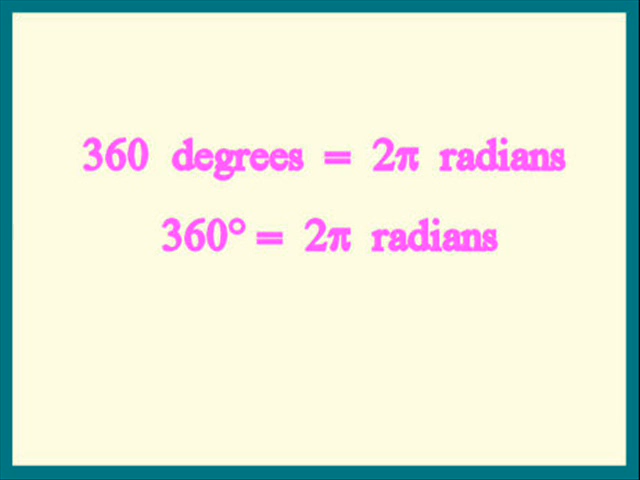 360 degrees = 2π radians
360° = 2π radians